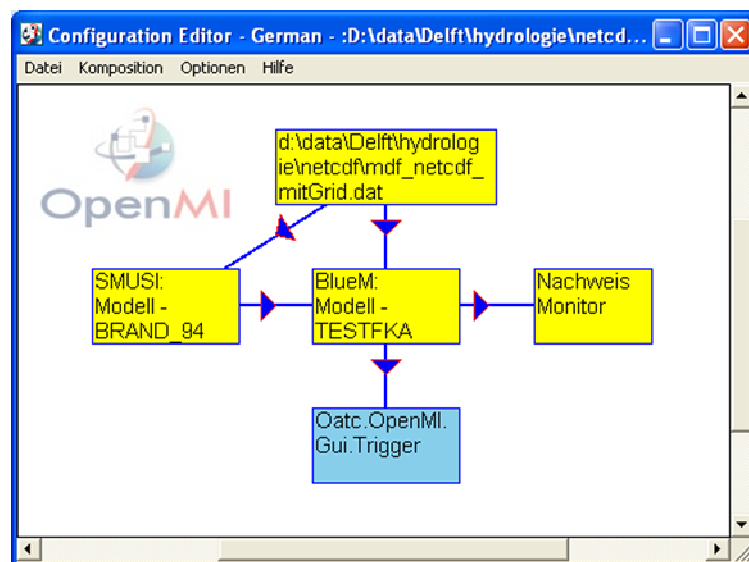 Configuration Editor - German - :D:\data\Delft\hydrologie\netcd...
Datei Komposition Optionen Hilfe
OpenMI
d:\data\Delft\hydrolog
ie\netcdf\mdf_netcdf_
mitGrid.dat
SMUSI:
Modell -
BRAND_94
BlueM:
Modell -
TESTFKA
Nachweis
Monitor
Oatc.OpenMI.
Gui.Trigger